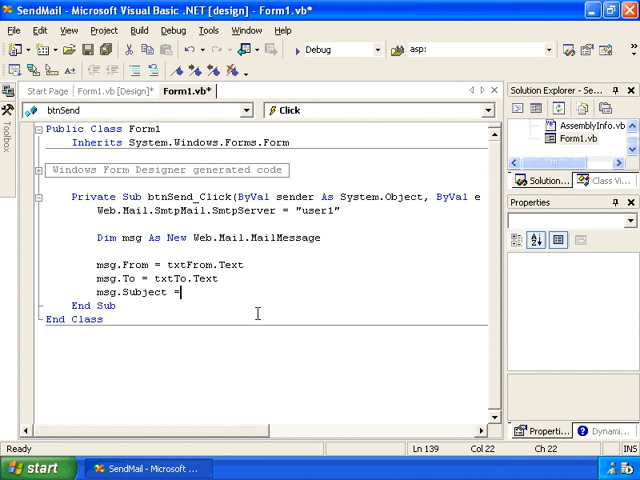 SendMail - Microsoft Visual Basic .NET [design] - Form1.vb*
File Edit View Project Build Debug Tools Window Help
Debug asp:
Start Page Form1.vb [Design]* Form1.vb*
btnSend Click
Toolbox
Public Class Form1
Inherits System.Windows.Forms.Form
Windows Form Designer generated code
Private Sub btnSend_Click(ByVal sender As System.Object, ByVal e
Web.Mail.SmtpMail.SmtpServer = "user1"
Dim msg As New Web.Mail.MailMessage
msg.From = txtFrom.Text
msg.To = txtTo.Text
msg.Subject =
End Sub
End Class
Solution Explorer - Se...
AssemblyInfo.vb
Form1.vb
Solution... Class Vi...
Properties
Properti... Dynami...
Ready Ln 139 Col 22 Ch 22 INS
start SendMail - Microsoft ...